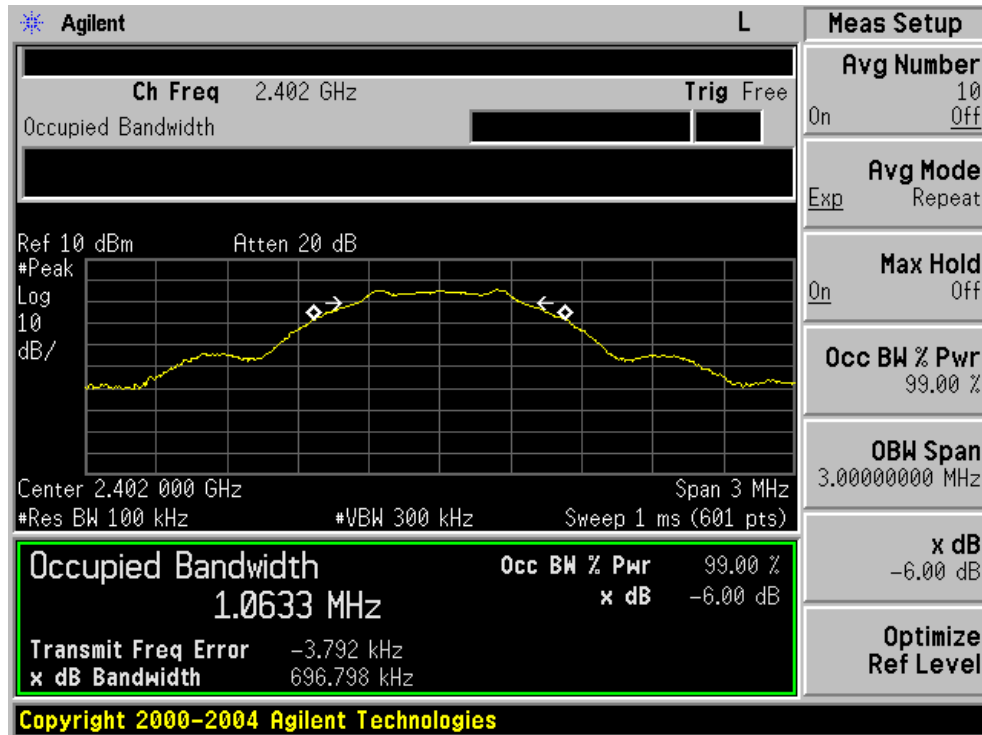 Agilent L
Ch Freq 2.402 GHz Trig Free
Occupied Bandwidth
Ref 10 dBm Atten 20 dB
#Peak
Log
10
dB/
Center 2.402 000 GHz Span 3 MHz
#Res BW 100 kHz #VBW 300 kHz Sweep 1 ms (601 pts)
Occupied Bandwidth Occ BW % Pwr 99.00 %
1.0633 MHz x dB -6.00 dB
Transmit Freq Error -3.792 kHz
x dB Bandwidth 696.798 kHz
Copyright 2000-2004 Agilent Technologies
Meas Setup
Avg Number
10
On Off
Avg Mode
Exp Repeat
Max Hold
On Off
Occ BW % Pwr
99.00 %
OBW Span
3.00000000 MHz
x dB
-6.00 dB
Optimize
Ref Level